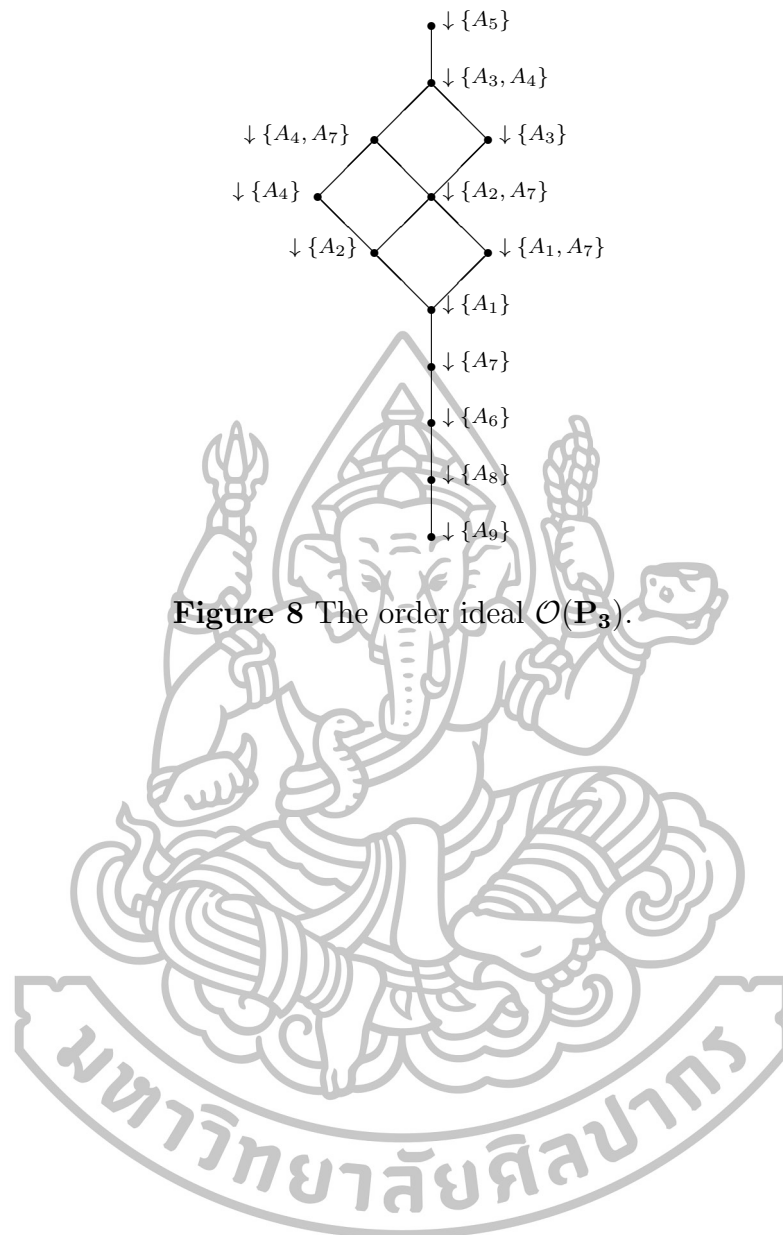 ↓ {A₅}
↓ {A₃, A₄}
↓ {A₄, A₇} ↓ {A₃}
↓ {A₄} ↓ {A₂, A₇}
↓ {A₂} ↓ {A₁, A₇}
↓ {A₁}
↓ {A₇}
↓ {A₆}
↓ {A₈}
↓ {A₉}
Figure 8 The order ideal 𝒪(P₃).
มหาวิทยาลัยศิลปากร